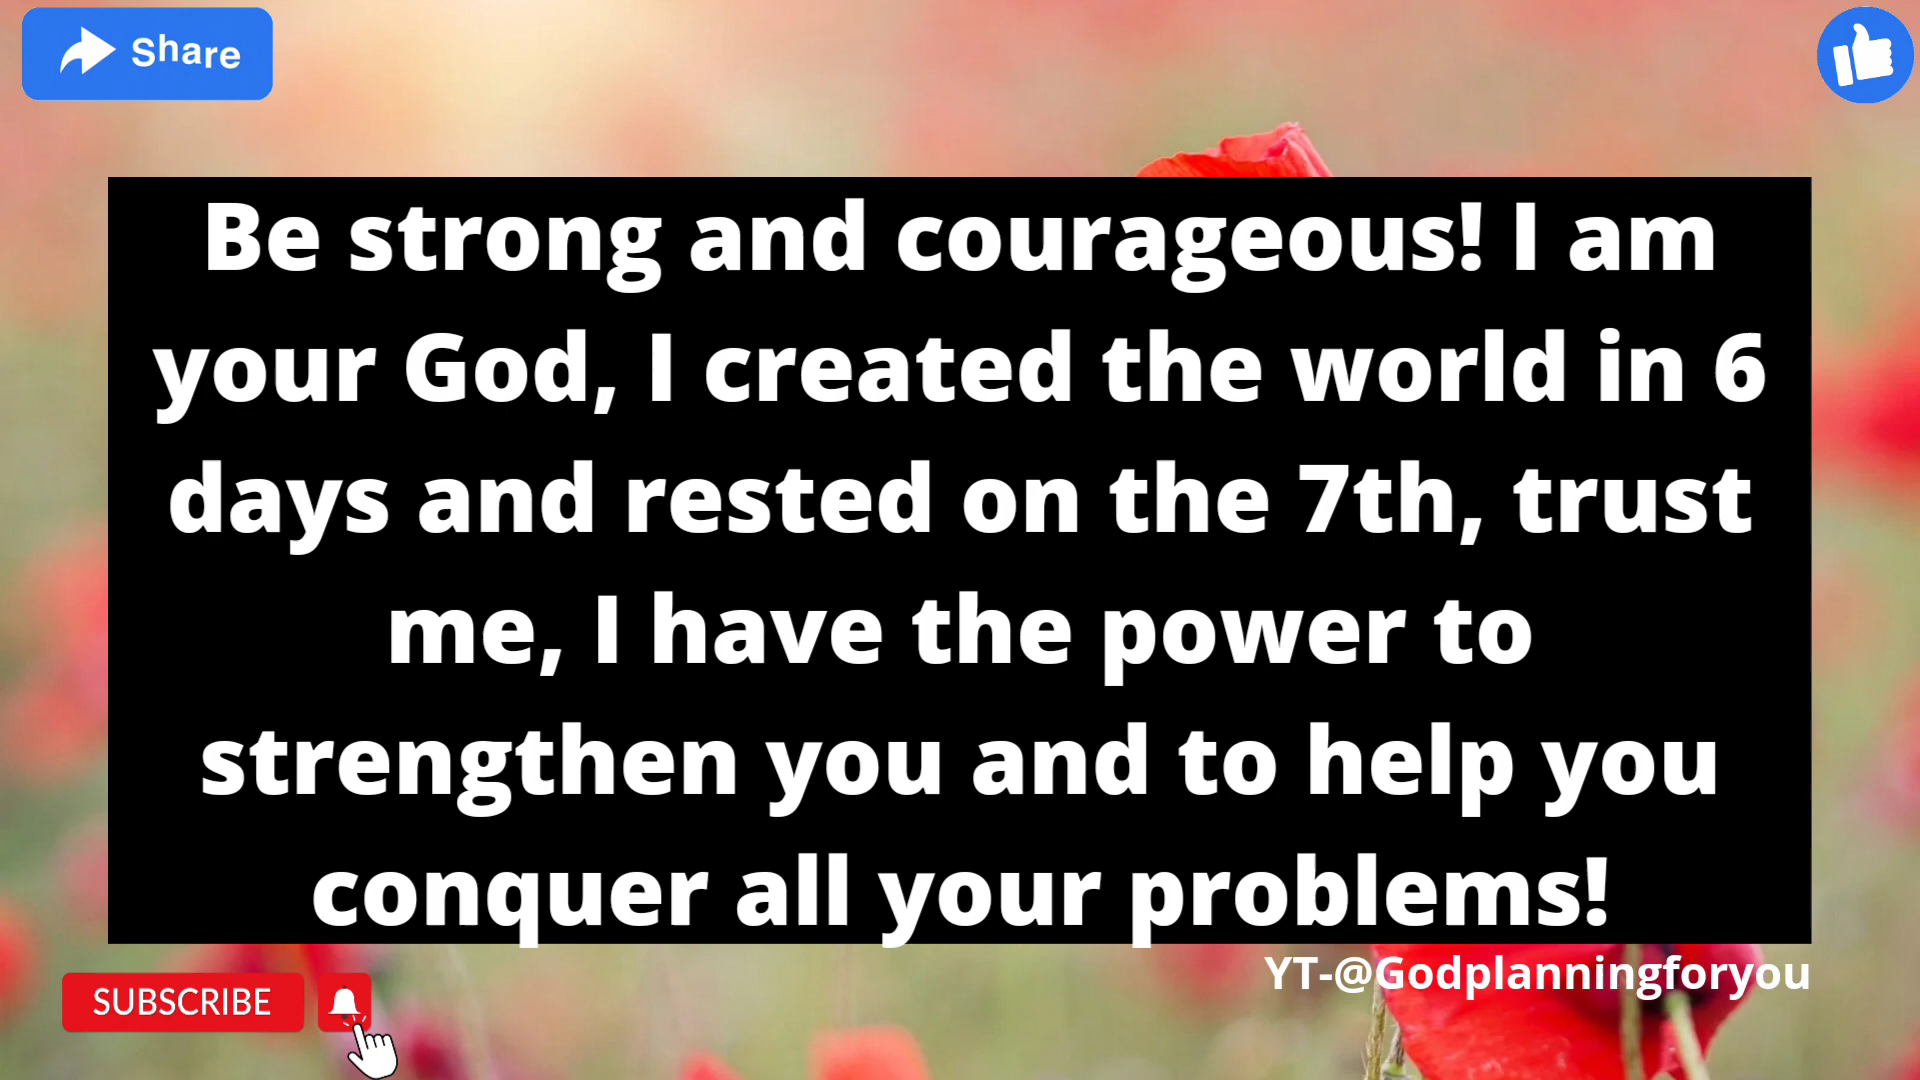 Share
Be strong and courageous! I am
your God, I created the world in 6
days and rested on the 7th, trust
me, I have the power to
strengthen you and to help you
conquer all your problems!
YT-@Godplanningforyou
SUBSCRIBE